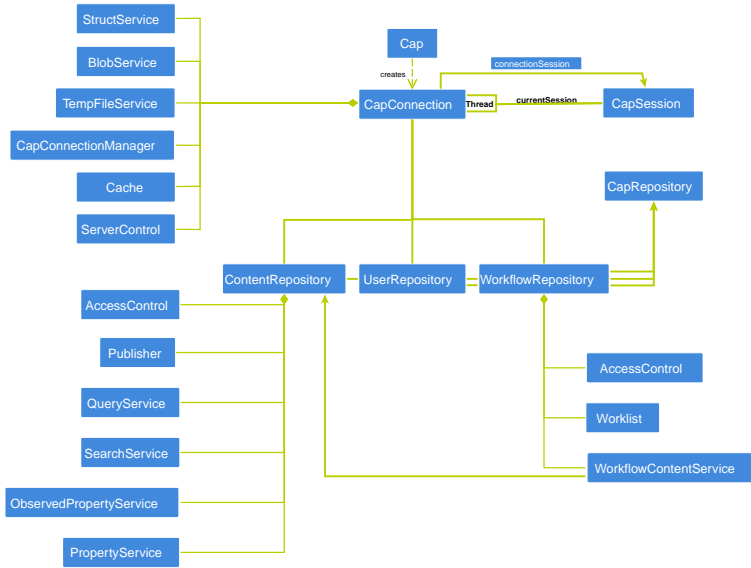 StructService
Cap
BlobService
connectionSession
creates
TempFileService
CapConnection
Thread
currentSession
CapSession
CapConnectionManager
Cache
CapRepository
ServerControl
ContentRepository
UserRepository
WorkflowRepository
AccessControl
Publisher
AccessControl
QueryService
Worklist
SearchService
WorkflowContentService
ObservedPropertyService
PropertyService